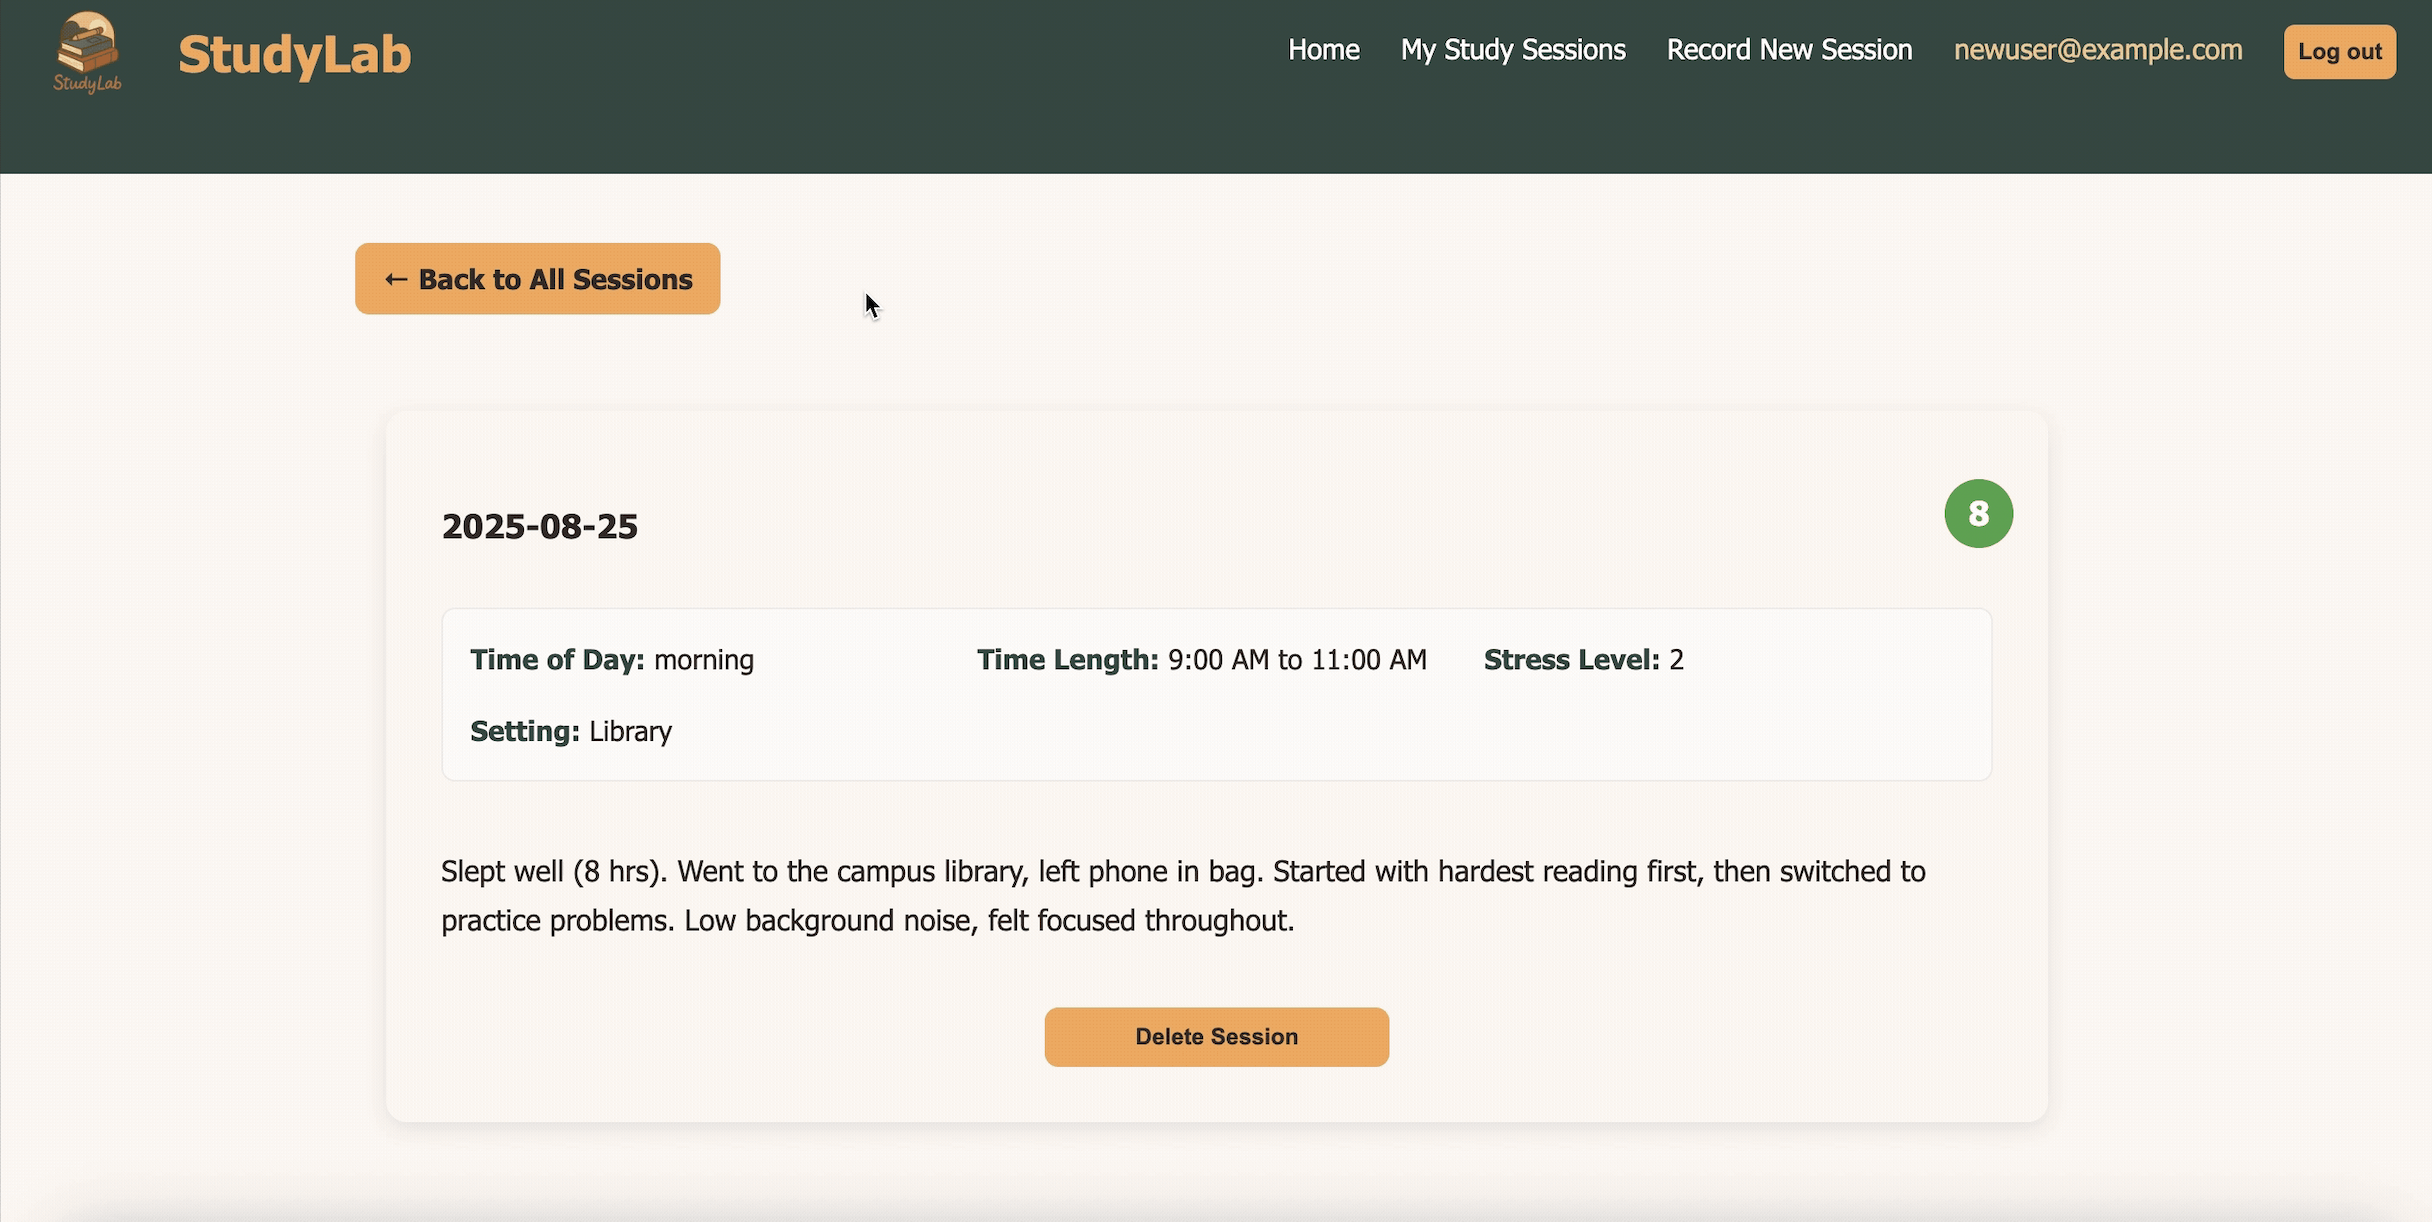 StudyLab
StudyLab
Home
My Study Sessions
Record New Session
newuser@example.com
Log out
← Back to All Sessions
2025-08-25
8
Time of Day: morning
Time Length: 9:00 AM to 11:00 AM
Stress Level: 2
Setting: Library
Slept well (8 hrs). Went to the campus library, left phone in bag. Started with hardest reading first, then switched to
practice problems. Low background noise, felt focused throughout.
Delete Session